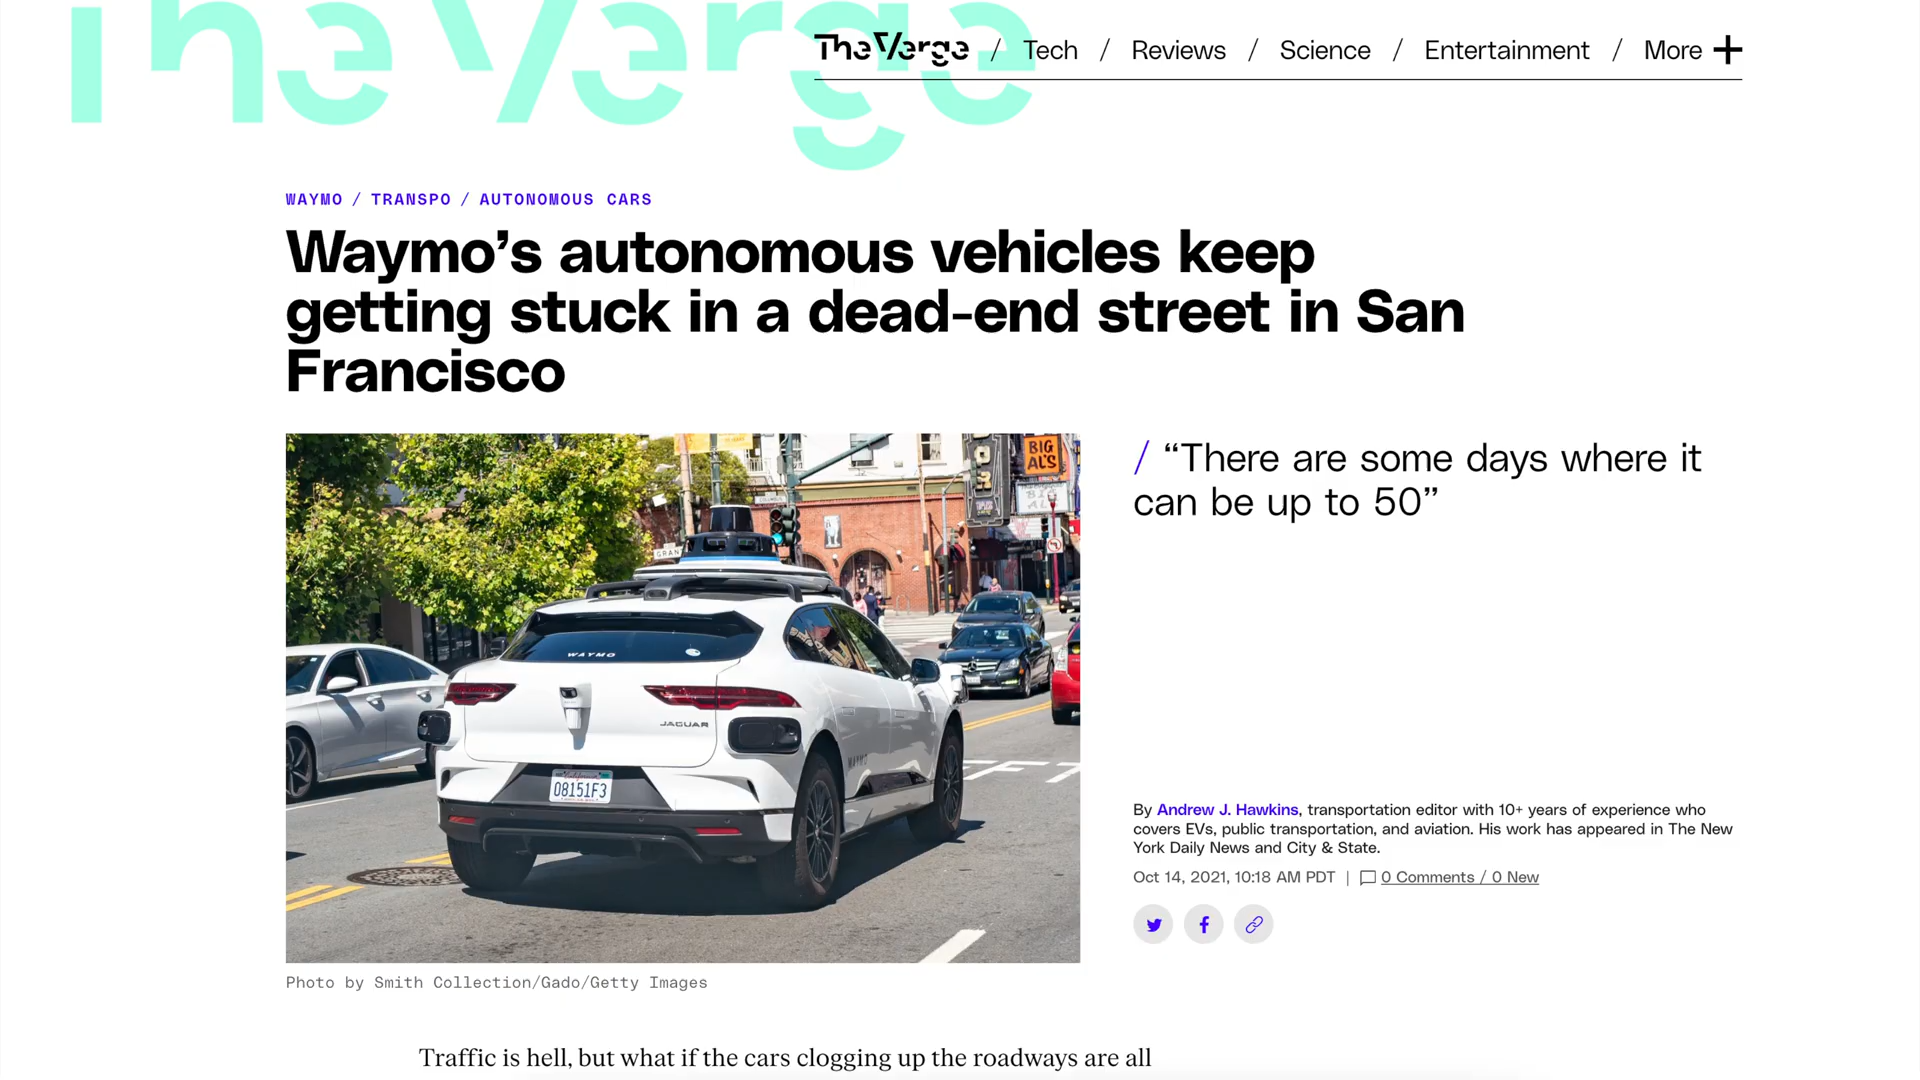 The Verge
The Verge / Tech / Reviews / Science / Entertainment / More +
WAYMO / TRANSPO / AUTONOMOUS CARS
Waymo’s autonomous vehicles keep
getting stuck in a dead-end street in San
Francisco
/ “There are some days where it
can be up to 50”
BIG
AL'S
GRAN
WAYMO
JAGUAR
WAYMO
08151F3
By Andrew J. Hawkins, transportation editor with 10+ years of experience who
covers EVs, public transportation, and aviation. His work has appeared in The New
York Daily News and City & State.
Oct 14, 2021, 10:18 AM PDT | 0 Comments / 0 New
Photo by Smith Collection/Gado/Getty Images
Traffic is hell, but what if the cars clogging up the roadways are all